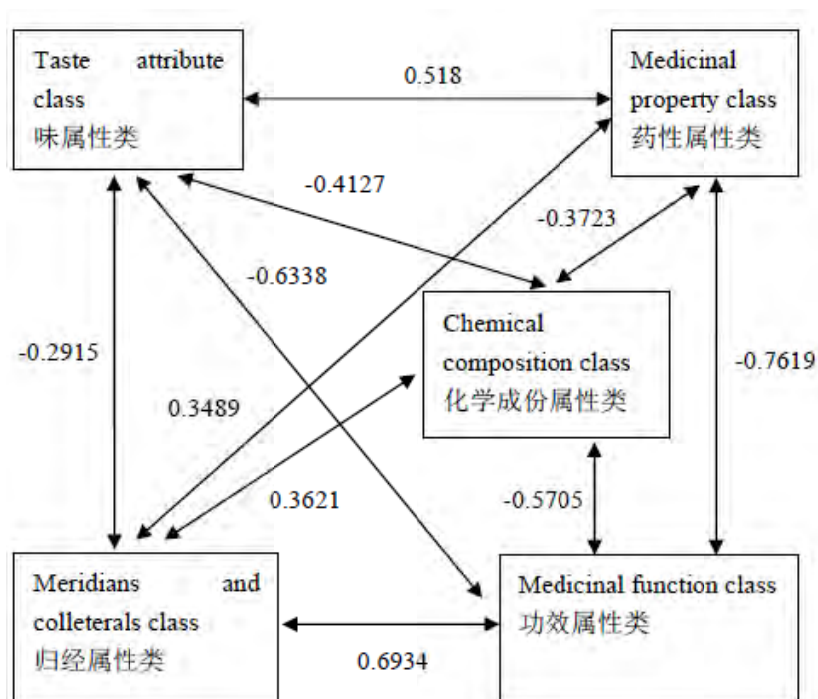 Taste attribute
class
味属性类
0.518
Medicinal
property class
药性属性类
-0.4127
-0.3723
-0.6338
Chemical
composition class
化学成份属性类
-0.2915
-0.7619
0.3489
0.3621
-0.5705
Meridians and
colleterals class
归经属性类
Medicinal function class
功效属性类
0.6934